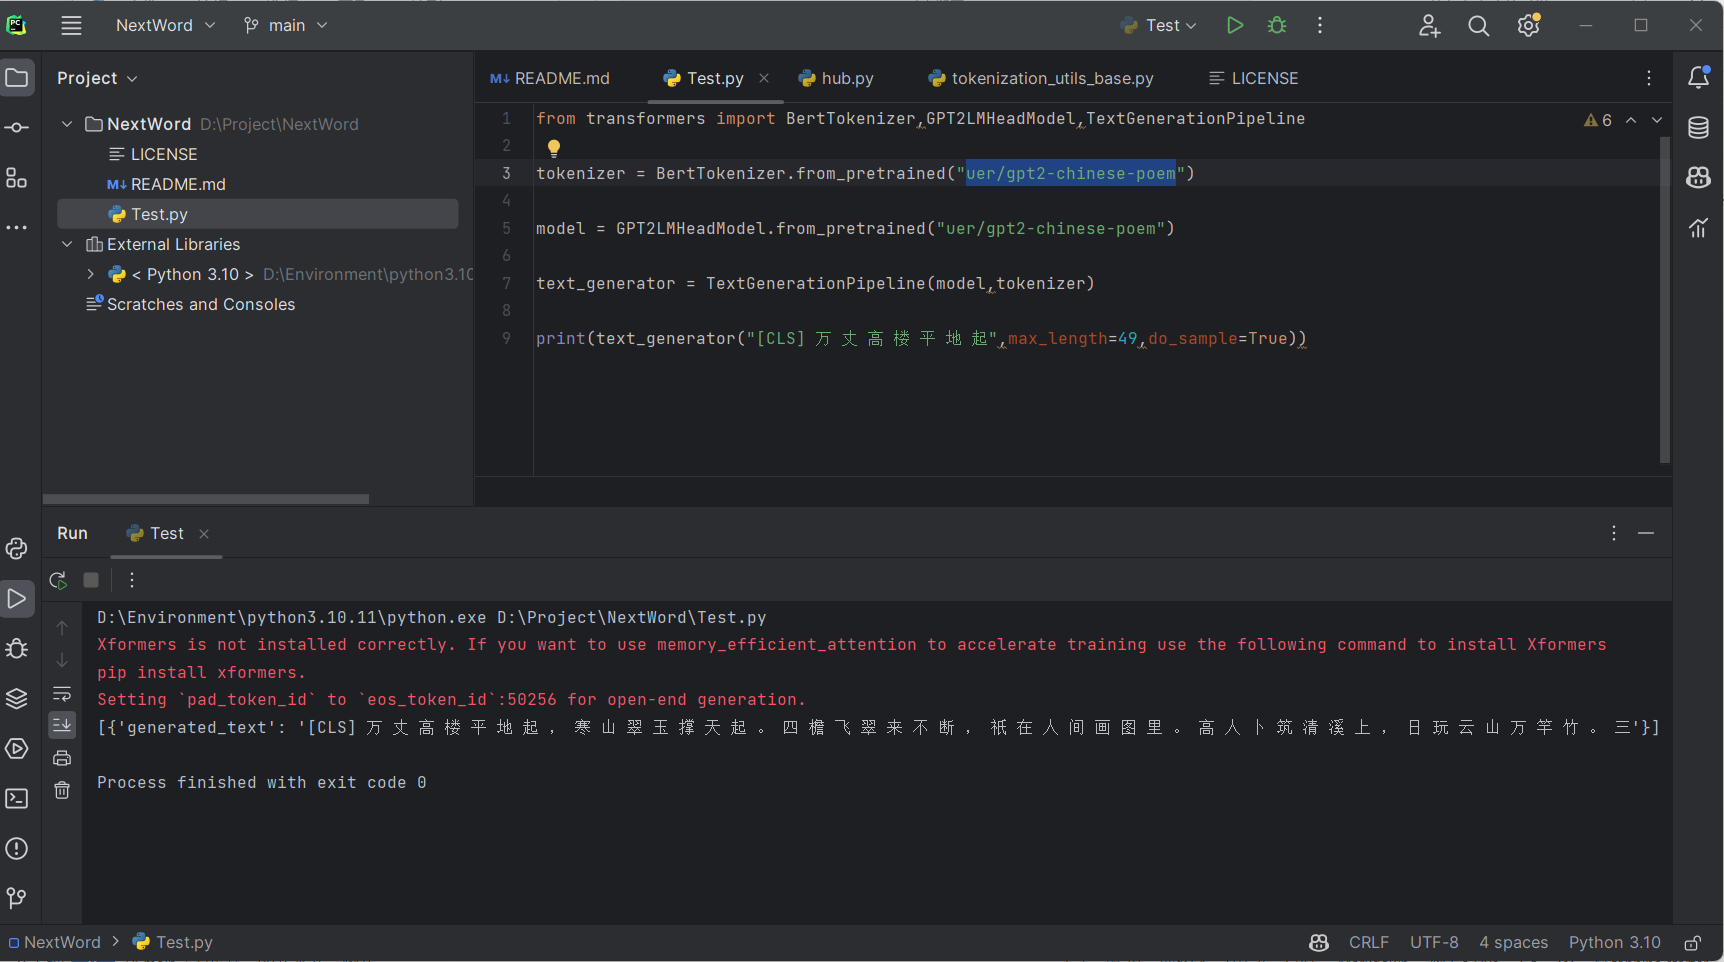 NextWord
main
Test
Project
README.md
Test.py
hub.py
tokenization_utils_base.py
LICENSE
NextWord D:\Project\NextWord
LICENSE
README.md
Test.py
External Libraries
< Python 3.10 > D:\Environment\python3.10
Scratches and Consoles
6
1 from transformers import BertTokenizer,GPT2LMHeadModel,TextGenerationPipeline
2
3 tokenizer = BertTokenizer.from_pretrained("uer/gpt2-chinese-poem")
4
5 model = GPT2LMHeadModel.from_pretrained("uer/gpt2-chinese-poem")
6
7 text_generator = TextGenerationPipeline(model,tokenizer)
8
9 print(text_generator("[CLS] 万 丈 高 楼 平 地 起",max_length=49,do_sample=True))
Run
Test
D:\Environment\python3.10.11\python.exe D:\Project\NextWord\Test.py
Xformers is not installed correctly. If you want to use memory_efficient_attention to accelerate training use the following command to install Xformers
pip install xformers.
Setting `pad_token_id` to `eos_token_id`:50256 for open-end generation.
[{'generated_text': '[CLS] 万 丈 高 楼 平 地 起 , 寒 山 翠 玉 撑 天 起 。 四 檐 飞 翠 来 不 断 , 祇 在 人 间 画 图 里 。 高 人 卜 筑 清 溪 上 , 日 玩 云 山 万 竿 竹 。 三'}]
Process finished with exit code 0
NextWord > Test.py
CRLF
UTF-8
4 spaces
Python 3.10